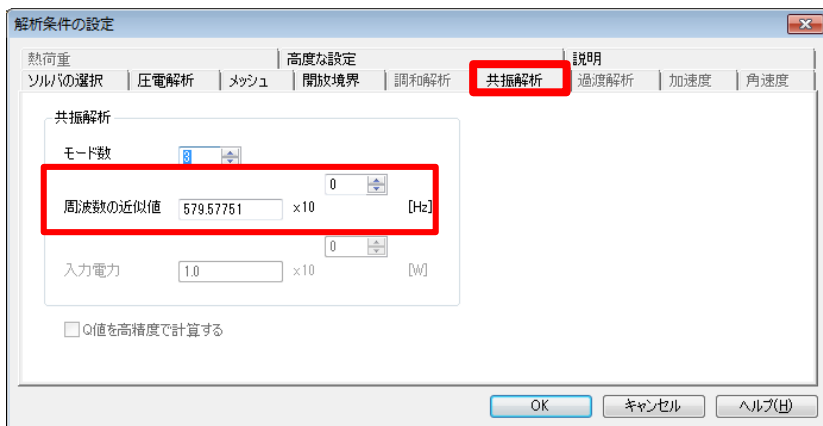 解析条件の設定
熱荷重 高度な設定 説明
ソルバの選択 圧電解析 メッシュ 開放境界 調和解析 共振解析 過渡解析 加速度 角速度
共振解析
モード数 3
0
周波数の近似値 579.57751 ×10 [Hz]
0
入力電力 1.0 ×10 [W]
Q値を高精度で計算する
OK キャンセル ヘルプ(H)